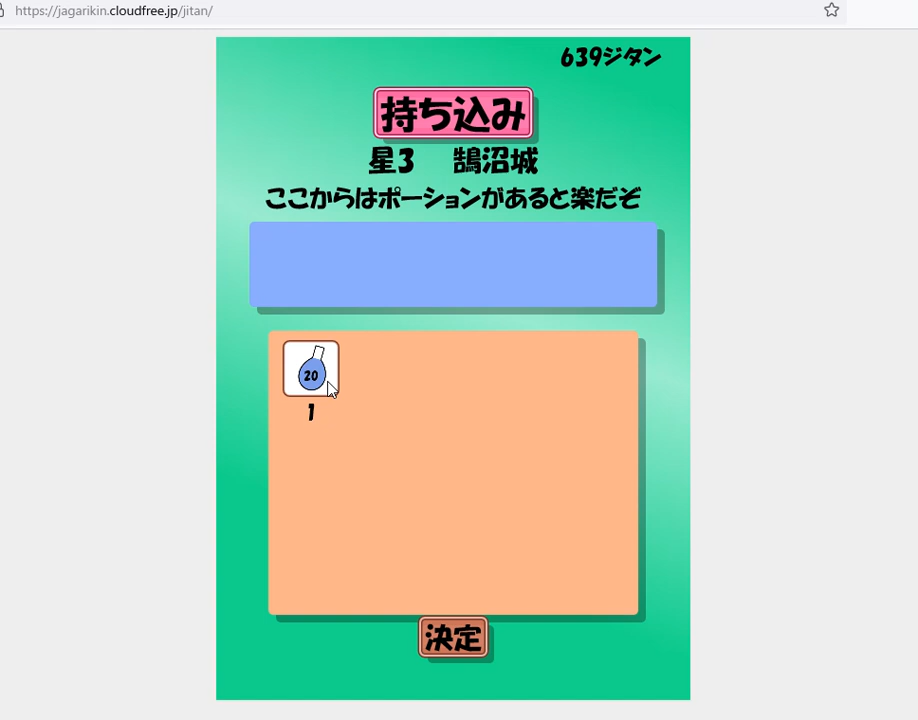 https://jagarikin.cloudfree.jp/jitan/
639ジタン
持ち込み
星3 鵠沼城
ここからはポーションがあると楽だぞ
20
1
決定